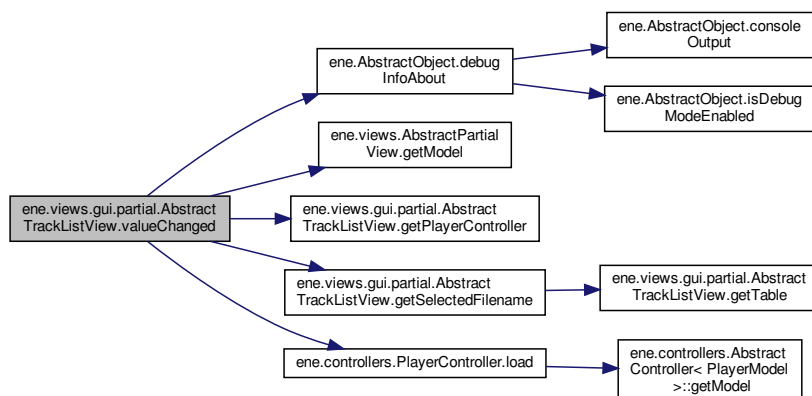 ene.views.gui.partial.Abstract
TrackListView.valueChanged
ene.AbstractObject.debug
InfoAbout
ene.AbstractObject.console
Output
ene.AbstractObject.isDebug
ModeEnabled
ene.views.AbstractPartial
View.getModel
ene.views.gui.partial.Abstract
TrackListView.getPlayerController
ene.views.gui.partial.Abstract
TrackListView.getSelectedFilename
ene.views.gui.partial.Abstract
TrackListView.getTable
ene.controllers.PlayerController.load
ene.controllers.Abstract
Controller< PlayerModel
>::getModel